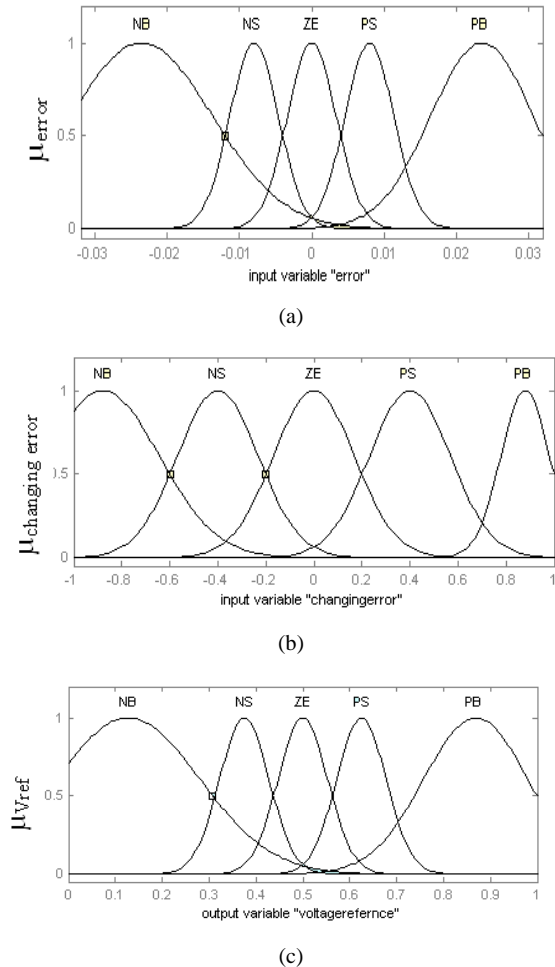 NB NS ZE PS PB
1
0.5
0
μerror
-0.03 -0.02 -0.01 0 0.01 0.02 0.03
input variable "error"
(a)
NB NS ZE PS PB
1
0.5
0
μchanging error
-1 -0.8 -0.6 -0.4 -0.2 0 0.2 0.4 0.6 0.8 1
input variable "changingerror"
(b)
NB NS ZE PS PB
1
0.5
0
μVref
0 0.1 0.2 0.3 0.4 0.5 0.6 0.7 0.8 0.9 1
output variable "voltagerefernce"
(c)